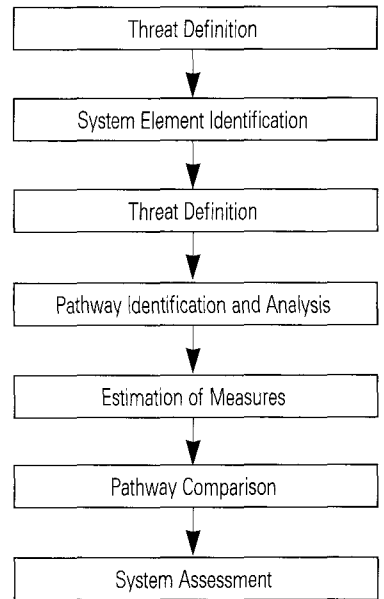 Threat Definition
System Element Identification
Threat Definition
Pathway Identification and Analysis
Estimation of Measures
Pathway Comparison
System Assessment